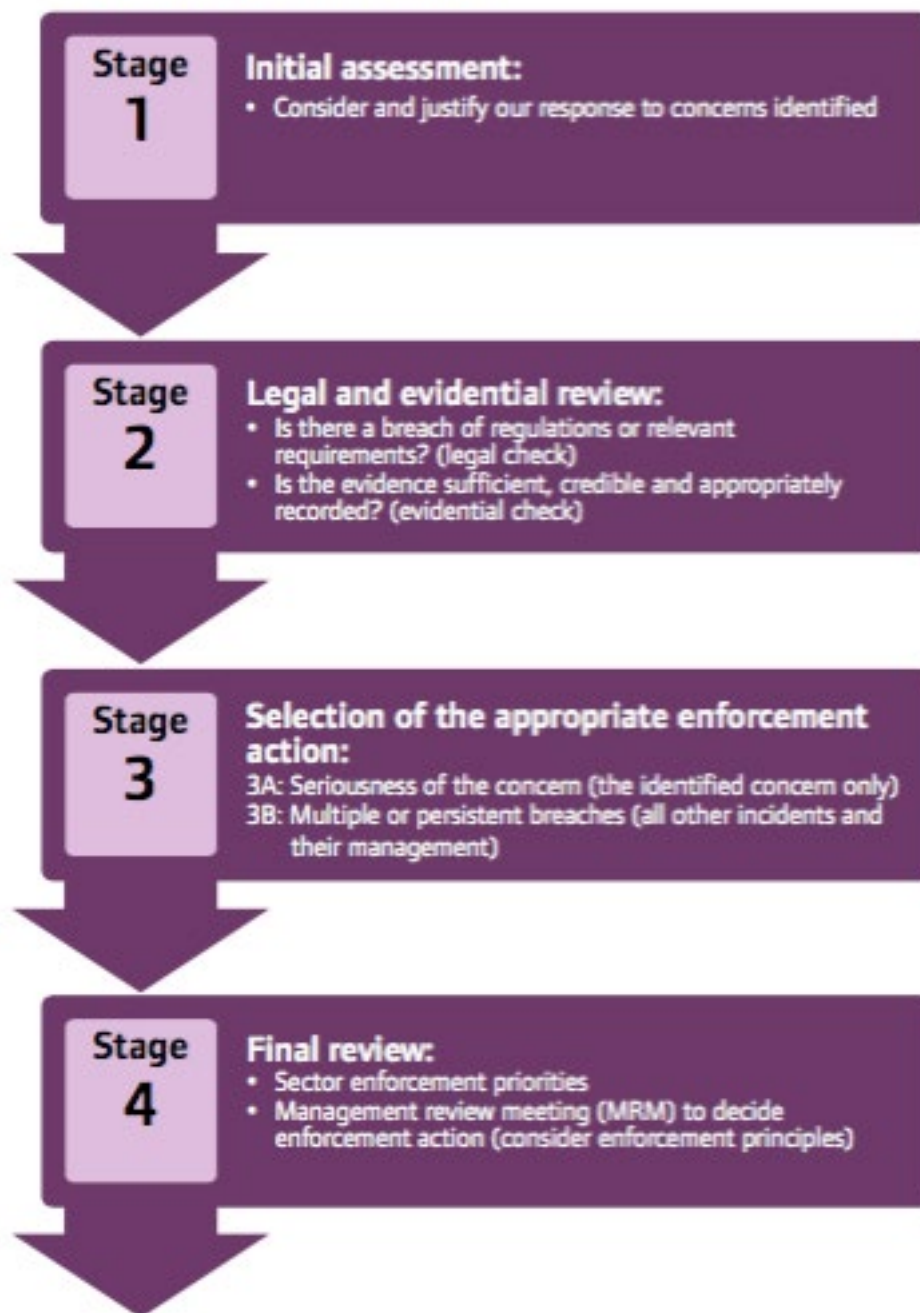 Stage
1
Initial assessment:
• Consider and justify our response to concerns identified
Stage
2
Legal and evidential review:
• Is there a breach of regulations or relevant
requirements? (legal check)
• Is the evidence sufficient, credible and appropriately
recorded? (evidential check)
Stage
3
Selection of the appropriate enforcement
action:
3A: Seriousness of the concern (the identified concern only)
3B: Multiple or persistent breaches (all other incidents and
their management)
Stage
4
Final review:
• Sector enforcement priorities
• Management review meeting (MRM) to decide
enforcement action (consider enforcement principles)